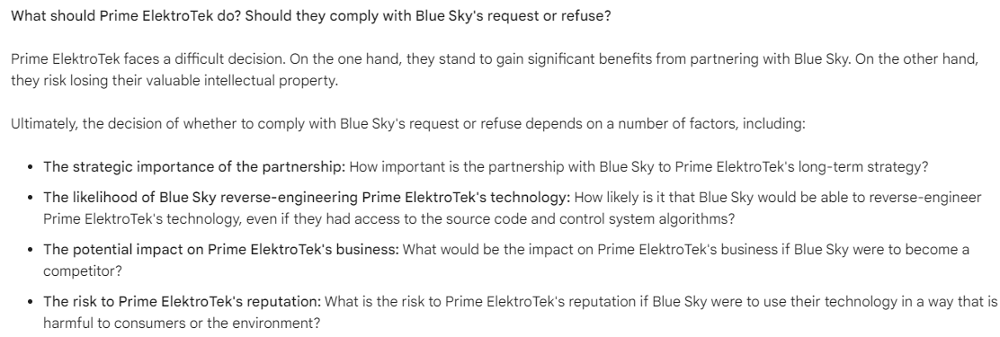 What should Prime ElektroTek do? Should they comply with Blue Sky's request or refuse?
Prime ElektroTek faces a difficult decision. On the one hand, they stand to gain significant benefits from partnering with Blue Sky. On the other hand,
they risk losing their valuable intellectual property.
Ultimately, the decision of whether to comply with Blue Sky's request or refuse depends on a number of factors, including:
• The strategic importance of the partnership: How important is the partnership with Blue Sky to Prime ElektroTek's long-term strategy?
• The likelihood of Blue Sky reverse-engineering Prime ElektroTek's technology: How likely is it that Blue Sky would be able to reverse-engineer
Prime ElektroTek's technology, even if they had access to the source code and control system algorithms?
• The potential impact on Prime ElektroTek's business: What would be the impact on Prime ElektroTek's business if Blue Sky were to become a
competitor?
• The risk to Prime ElektroTek's reputation: What is the risk to Prime ElektroTek's reputation if Blue Sky were to use their technology in a way that is
harmful to consumers or the environment?